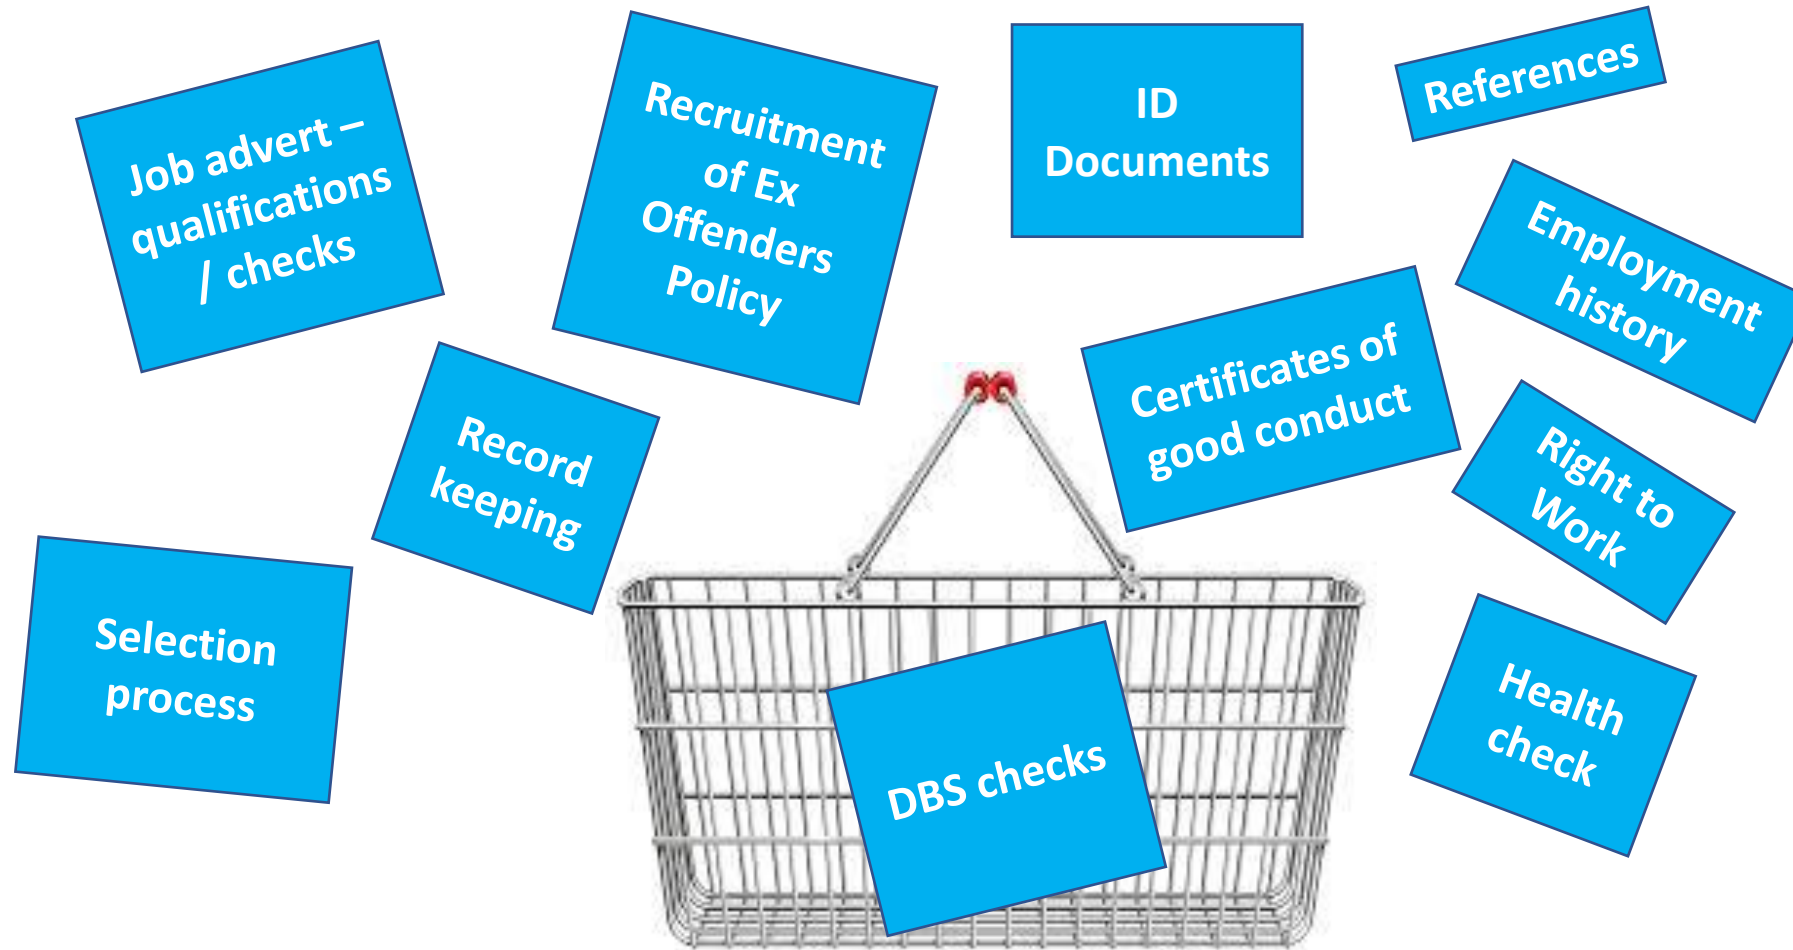 Job advert –
qualifications
/ checks
Recruitment
of Ex
Offenders
Policy
ID
Documents
References
Employment
history
Certificates of
good conduct
Record
keeping
Right to
Work
Selection
process
Health
check
DBS checks